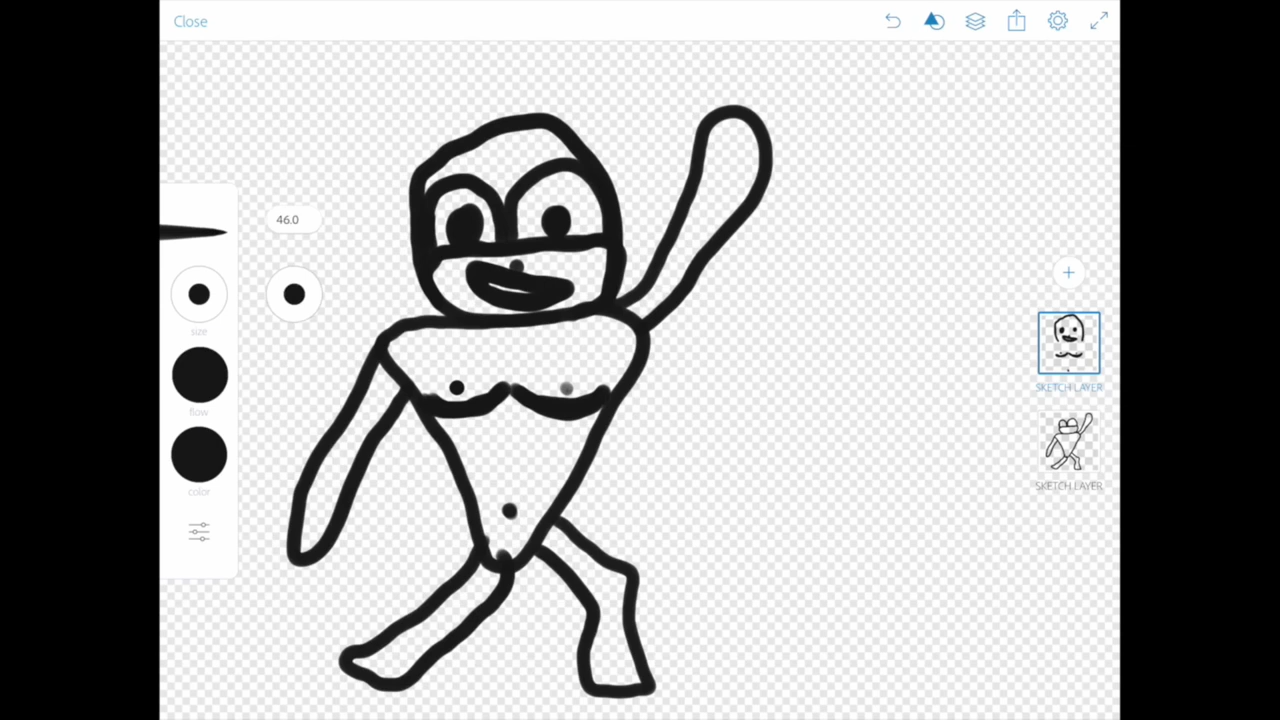 Close
46.0
size
flow
color
SKETCH LAYER
SKETCH LAYER